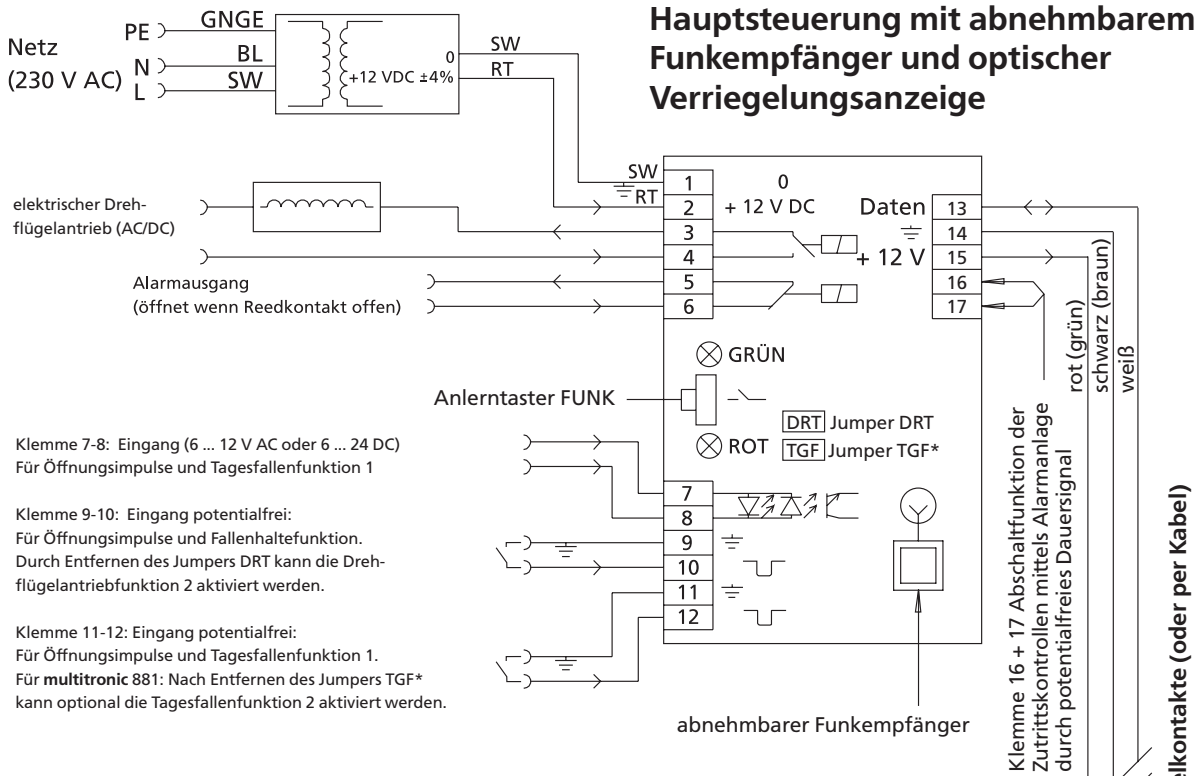 Hauptsteuerung mit abnehmbarem
Funkempfänger und optischer
Verriegelungsanzeige
Netz
(230 V AC)
PE
N
L
GNGE
BL
SW
0
+12 VDC ±4%
SW
RT
SW
RT
elektrischer Dreh-
flügelantrieb (AC/DC)
Alarmausgang
(öffnet wenn Reedkontakt offen)
1
2
3
4
5
6
0
+ 12 V DC
Daten
+ 12 V
13
14
15
16
17
GRÜN
Anlerntaster FUNK
DRT Jumper DRT
ROT
TGF Jumper TGF*
Klemme 7-8: Eingang (6 ... 12 V AC oder 6 ... 24 DC)
Für Öffnungsimpulse und Tagesfallenfunktion 1
Klemme 9-10: Eingang potentialfrei:
Für Öffnungsimpulse und Fallenhaltefunktion.
Durch Entfernen des Jumpers DRT kann die Dreh-
flügelantriebfunktion 2 aktiviert werden.
Klemme 11-12: Eingang potentialfrei:
Für Öffnungsimpulse und Tagesfallenfunktion 1.
Für multitronic 881: Nach Entfernen des Jumpers TGF*
kann optional die Tagesfallenfunktion 2 aktiviert werden.
7
8
9
10
11
12
abnehmbarer Funkempfänger
Klemme 16 + 17 Abschaltfunktion der
Zutrittskontrollen mittels Alarmanlage
durch potentialfreies Dauersignal
rot (grün)
schwarz (braun)
weiß
lkontakte (oder per Kabel)